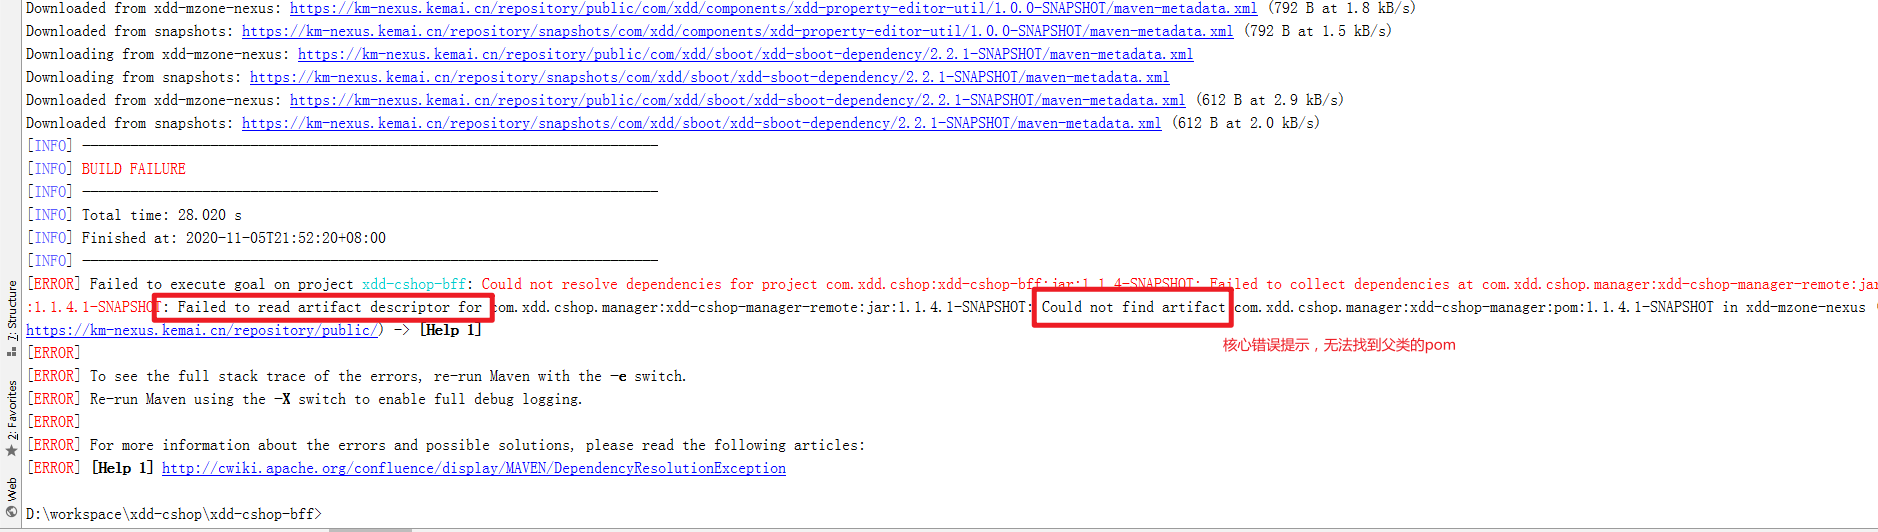 Downloaded from xdd-mzone-nexus: https://km-nexus.kemai.cn/repository/public/com/xdd/components/xdd-property-editor-util/1.0.0-SNAPSHOT/maven-metadata.xml (792 B at 1.8 kB/s)
Downloaded from snapshots: https://km-nexus.kemai.cn/repository/snapshots/com/xdd/components/xdd-property-editor-util/1.0.0-SNAPSHOT/maven-metadata.xml (792 B at 1.5 kB/s)
Downloading from xdd-mzone-nexus: https://km-nexus.kemai.cn/repository/public/com/xdd/sboot/xdd-sboot-dependency/2.2.1-SNAPSHOT/maven-metadata.xml
Downloading from snapshots: https://km-nexus.kemai.cn/repository/snapshots/com/xdd/sboot/xdd-sboot-dependency/2.2.1-SNAPSHOT/maven-metadata.xml
Downloaded from xdd-mzone-nexus: https://km-nexus.kemai.cn/repository/public/com/xdd/sboot/xdd-sboot-dependency/2.2.1-SNAPSHOT/maven-metadata.xml (612 B at 2.9 kB/s)
Downloaded from snapshots: https://km-nexus.kemai.cn/repository/snapshots/com/xdd/sboot/xdd-sboot-dependency/2.2.1-SNAPSHOT/maven-metadata.xml (612 B at 2.0 kB/s)
[INFO] ------------------------------------------------------------------------
[INFO] BUILD FAILURE
[INFO] ------------------------------------------------------------------------
[INFO] Total time: 28.020 s
[INFO] Finished at: 2020-11-05T21:52:20+08:00
[INFO] ------------------------------------------------------------------------
[ERROR] Failed to execute goal on project xdd-cshop-bff: Could not resolve dependencies for project com.xdd.cshop:xdd-cshop-bff:jar:1.1.4-SNAPSHOT: Failed to collect dependencies at com.xdd.cshop.manager:xdd-cshop-manager-remote:jar
:1.1.4.1-SNAPSHOT: Failed to read artifact descriptor for com.xdd.cshop.manager:xdd-cshop-manager-remote:jar:1.1.4.1-SNAPSHOT: Could not find artifact com.xdd.cshop.manager:xdd-cshop-manager:pom:1.1.4.1-SNAPSHOT in xdd-mzone-nexus (
https://km-nexus.kemai.cn/repository/public/) -> [Help 1]
核心错误提示，无法找到父类的pom
[ERROR]
[ERROR] To see the full stack trace of the errors, re-run Maven with the -e switch.
[ERROR] Re-run Maven using the -X switch to enable full debug logging.
[ERROR]
[ERROR] For more information about the errors and possible solutions, please read the following articles:
[ERROR] [Help 1] http://cwiki.apache.org/confluence/display/MAVEN/DependencyResolutionException
D:\workspace\xdd-cshop\xdd-cshop-bff>
7: Structure
2: Favorites
Web